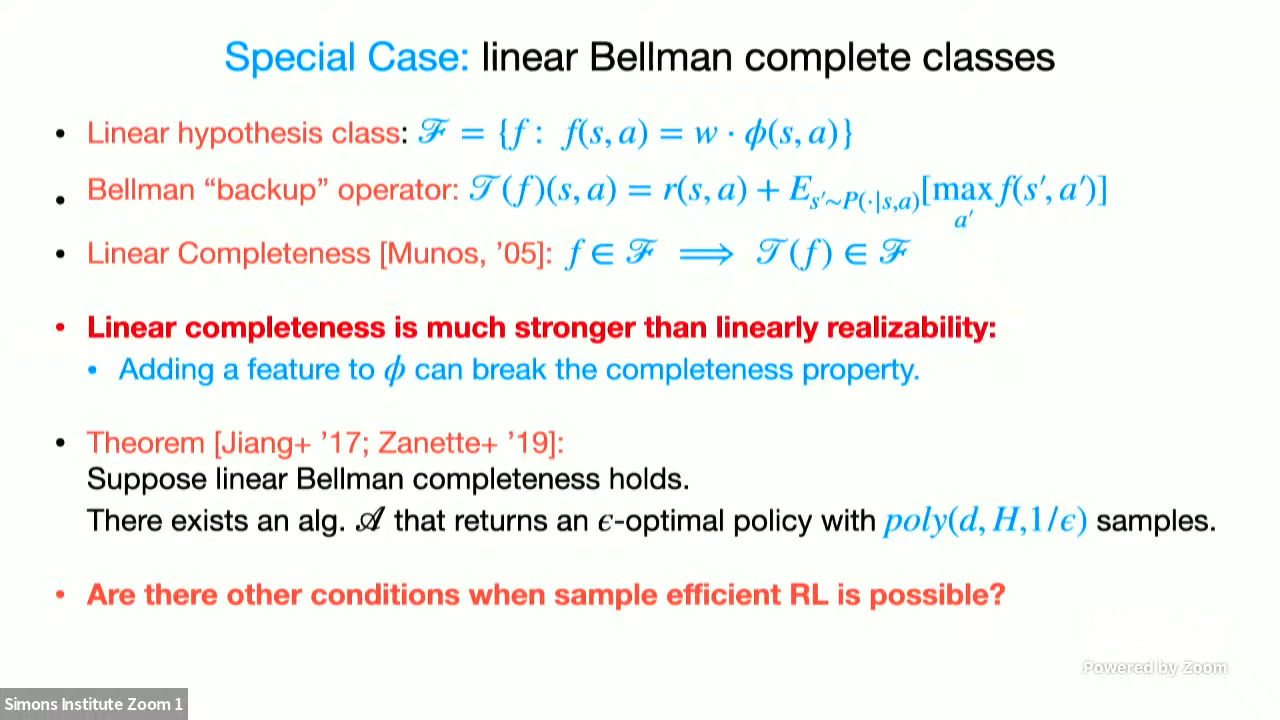 Special Case: linear Bellman complete classes
• Linear hypothesis class: ℱ = {f : f(s, a) = w · ϕ(s, a)}
• Bellman “backup” operator: 𝒯(f)(s, a) = r(s, a) + E_{s′∼P(·|s,a)}[max_{a′} f(s′, a′)]
• Linear Completeness [Munos, ’05]: f ∈ ℱ ⟹ 𝒯(f) ∈ ℱ
• Linear completeness is much stronger than linearly realizability:
• Adding a feature to ϕ can break the completeness property.
• Theorem [Jiang+ ’17; Zanette+ ’19]:
Suppose linear Bellman completeness holds.
There exists an alg. 𝒜 that returns an ϵ-optimal policy with poly(d, H,1/ϵ) samples.
• Are there other conditions when sample efficient RL is possible?
Powered by Zoom
Simons Institute Zoom 1